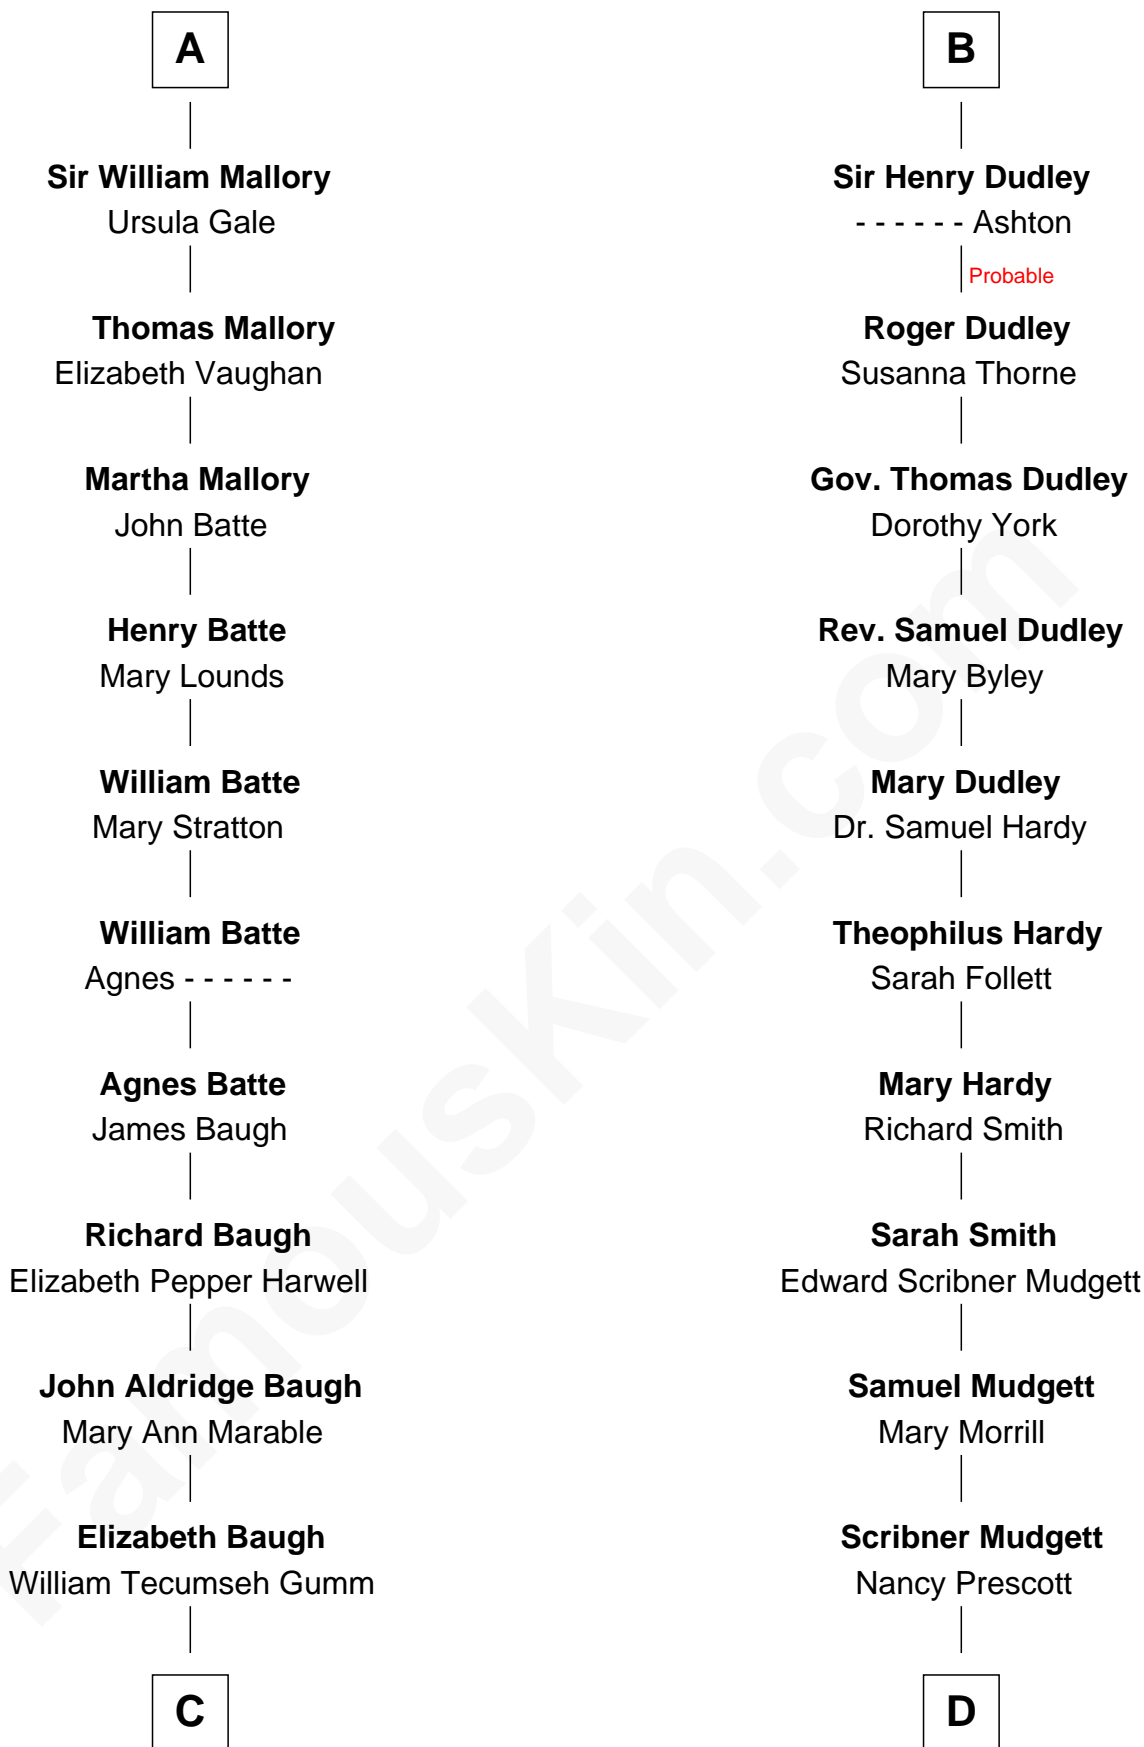 A
Sir William Mallory
Ursula Gale
Thomas Mallory
Elizabeth Vaughan
Martha Mallory
John Batte
Henry Batte
Mary Lounds
William Batte
Mary Stratton
William Batte
Agnes - - - - - -
Agnes Batte
James Baugh
Richard Baugh
Elizabeth Pepper Harwell
John Aldridge Baugh
Mary Ann Marable
Elizabeth Baugh
William Tecumseh Gumm
C
B
Sir Henry Dudley
- - - - - - Ashton
Probable
Roger Dudley
Susanna Thorne
Gov. Thomas Dudley
Dorothy York
Rev. Samuel Dudley
Mary Byley
Mary Dudley
Dr. Samuel Hardy
Theophilus Hardy
Sarah Follett
Mary Hardy
Richard Smith
Sarah Smith
Edward Scribner Mudgett
Samuel Mudgett
Mary Morrill
Scribner Mudgett
Nancy Prescott
D
FamousKin.com